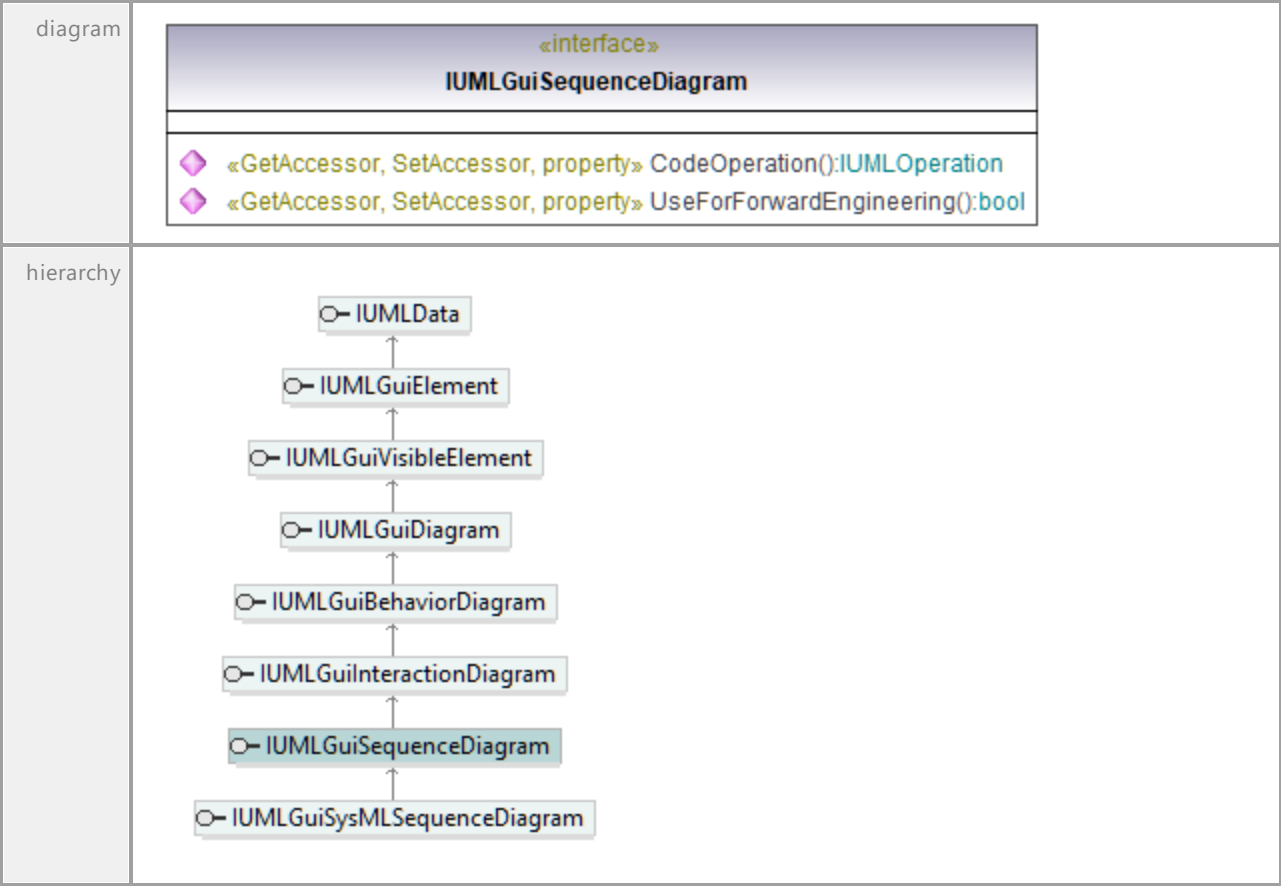 diagram
«interface»
IUMLGuiSequenceDiagram
«GetAccessor, SetAccessor, property» CodeOperation():IUMLOperation
«GetAccessor, SetAccessor, property» UseForForwardEngineering():bool
hierarchy
IUMLData
IUMLGuiElement
IUMLGuiVisibleElement
IUMLGuiDiagram
IUMLGuiBehaviorDiagram
IUMLGuiInteractionDiagram
IUMLGuiSequenceDiagram
IUMLGuiSysMLSequenceDiagram